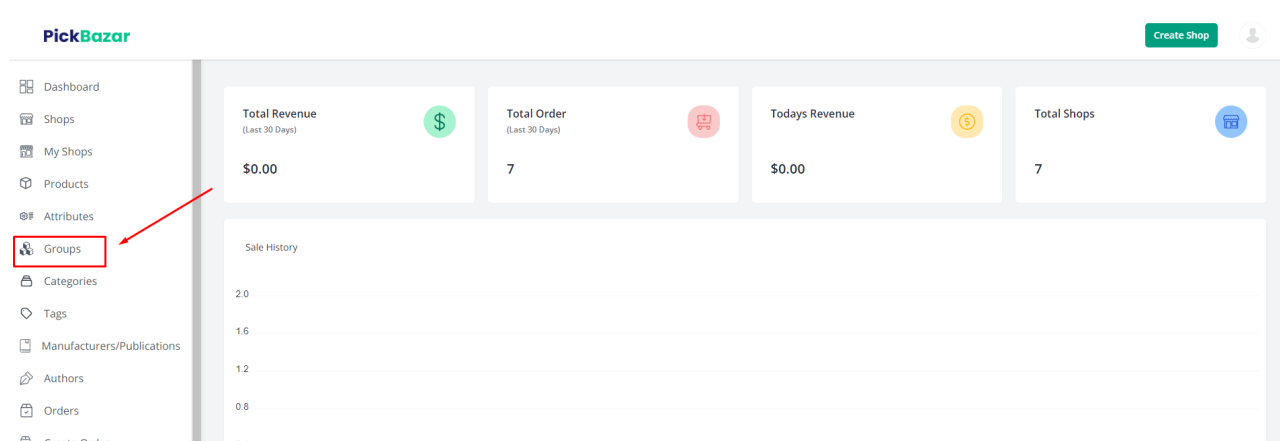 PickBazar
Create Shop
Dashboard
Shops
My Shops
Products
Attributes
Groups
Categories
Tags
Manufacturers/Publications
Authors
Orders
Total Revenue
(Last 30 Days)
$0.00
Total Order
(Last 30 Days)
7
Todays Revenue
$0.00
Total Shops
7
Sale History
2.0
1.6
1.2
0.8